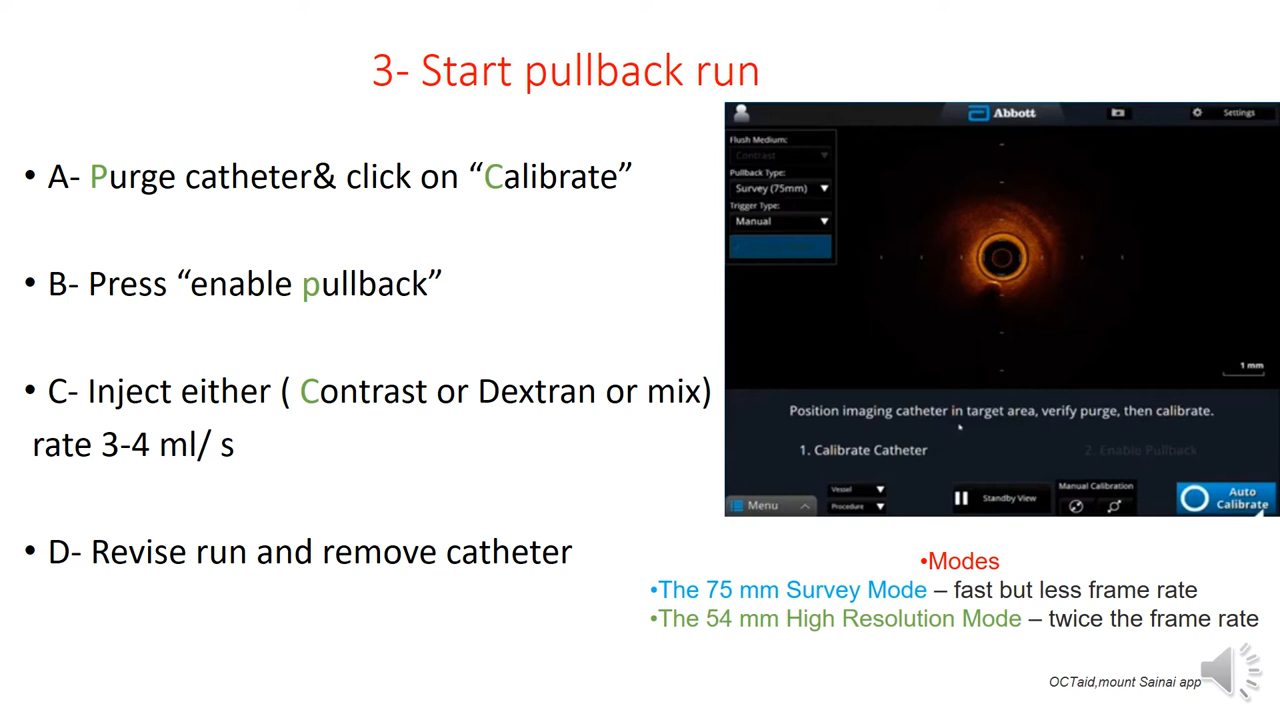 3- Start pullback run
• A- Purge catheter& click on “Calibrate”
• B- Press “enable pullback”
• C- Inject either ( Contrast or Dextran or mix)
rate 3-4 ml/ s
• D- Revise run and remove catheter
Abbott
Settings
Flush Medium:
Contrast
Pullback Type:
Survey (75mm)
Trigger Type:
Manual
1 mm
Position imaging catheter in target area, verify purge, then calibrate.
1. Calibrate Catheter
2. Enable Pullback
Menu
Vessel
Procedure
Standby View
Manual Calibration
Auto
Calibrate
•Modes
•The 75 mm Survey Mode – fast but less frame rate
•The 54 mm High Resolution Mode – twice the frame rate
OCTaid,mount Sainai app